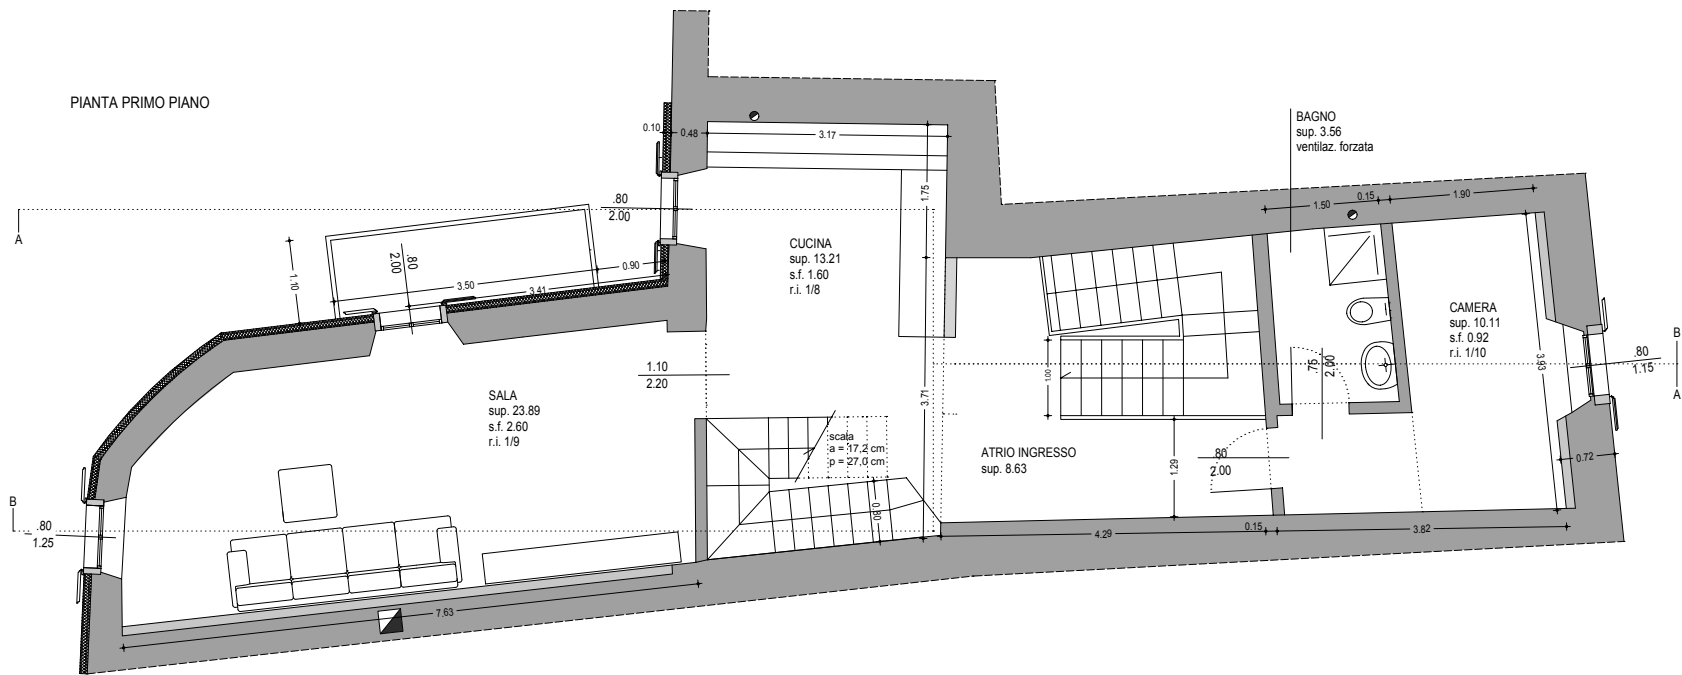 PIANTA PRIMO PIANO
BAGNO
sup. 3.56
ventilaz. forzata
0.10
0.48
3.17
1.75
0.15
1.50
1.90
.80
2.00
A
CUCINA
sup. 13.21
s.f. 1.60
r.i. 1/8
.80
2.00
1.10
0.90
3.50
3.41
CAMERA
sup. 10.11
s.f. 0.92
r.i. 1/10
3.93
B
A
.80
1.15
.75
2.00
1.10
2.20
1.00
SALA
sup. 23.89
s.f. 2.60
r.i. 1/9
3.71
scala
a = 17,2 cm
p = 27,0 cm
ATRIO INGRESSO
sup. 8.63
1.29
.80
2.00
0.72
B
.80
1.25
0.80
4.29
0.15
3.82
7.63